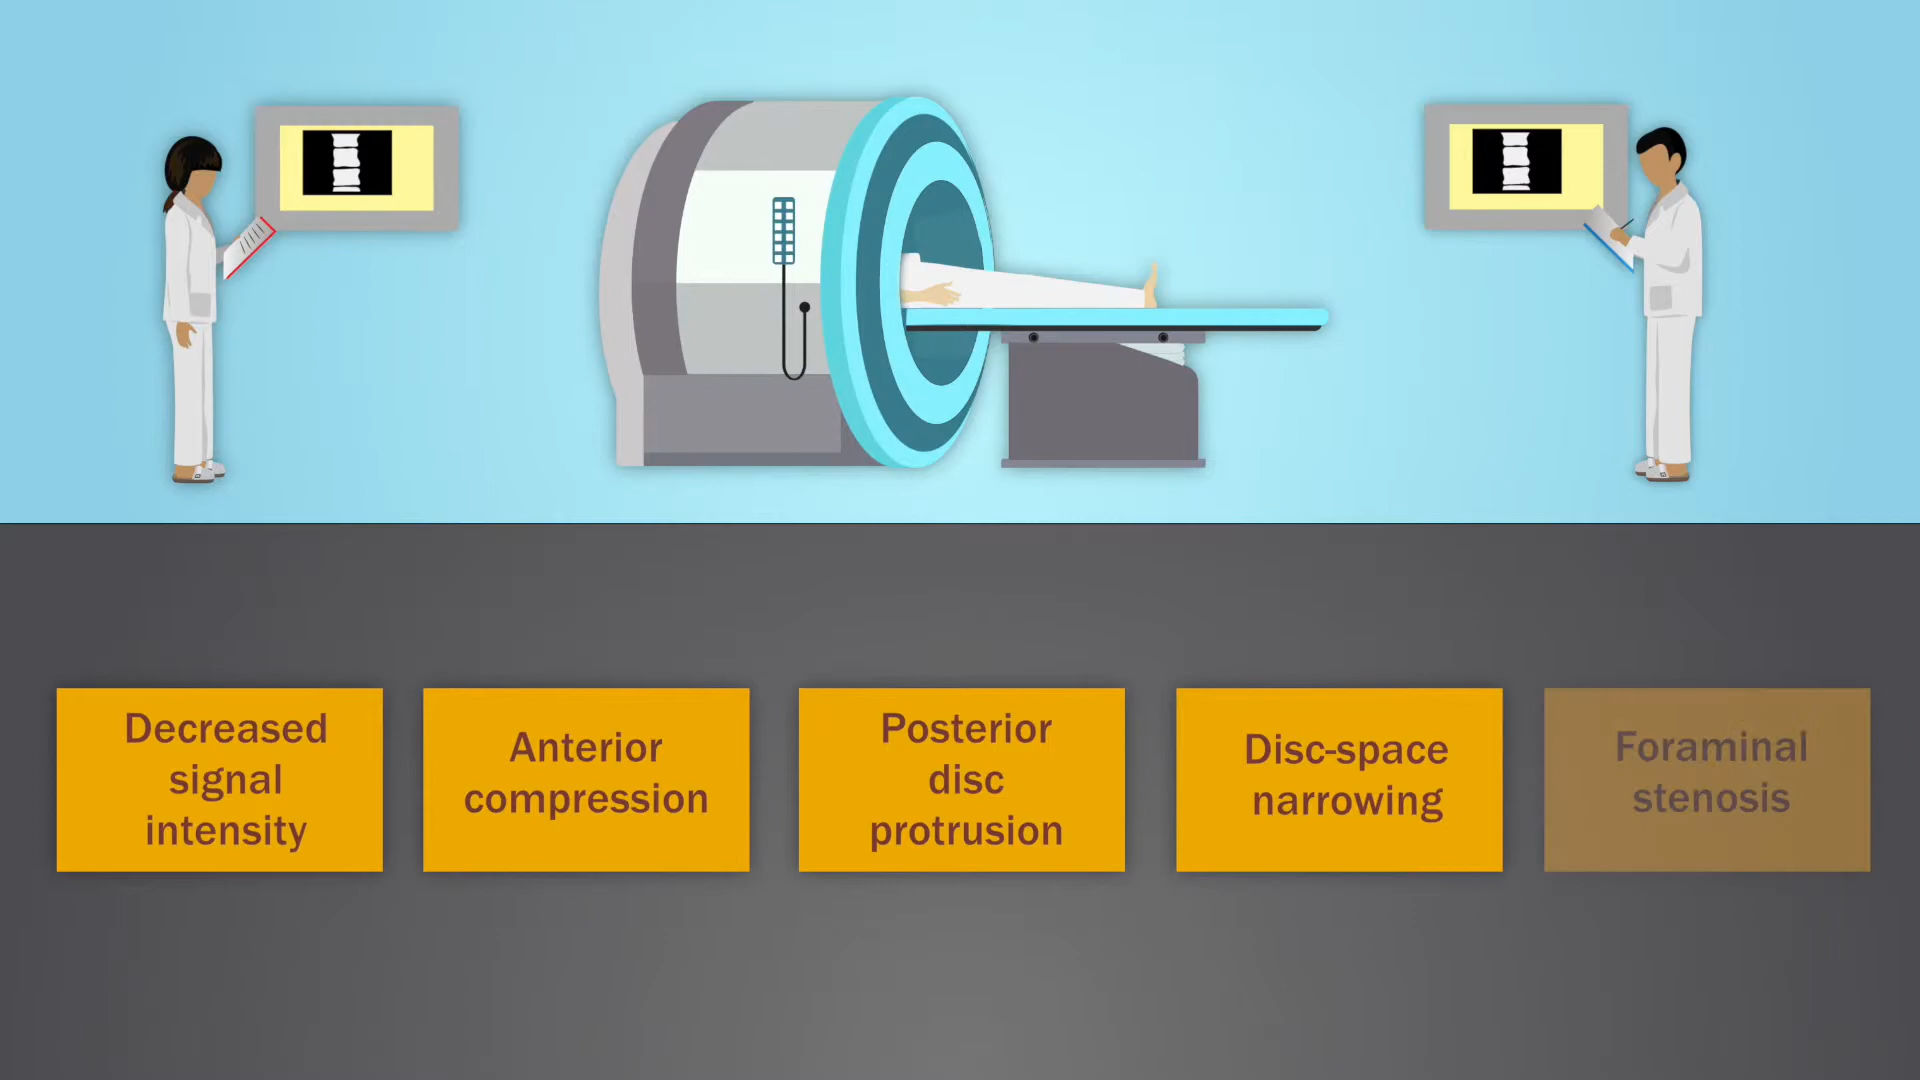 Decreased
signal
intensity
Anterior
compression
Posterior
disc
protrusion
Disc-space
narrowing
Foraminal
stenosis